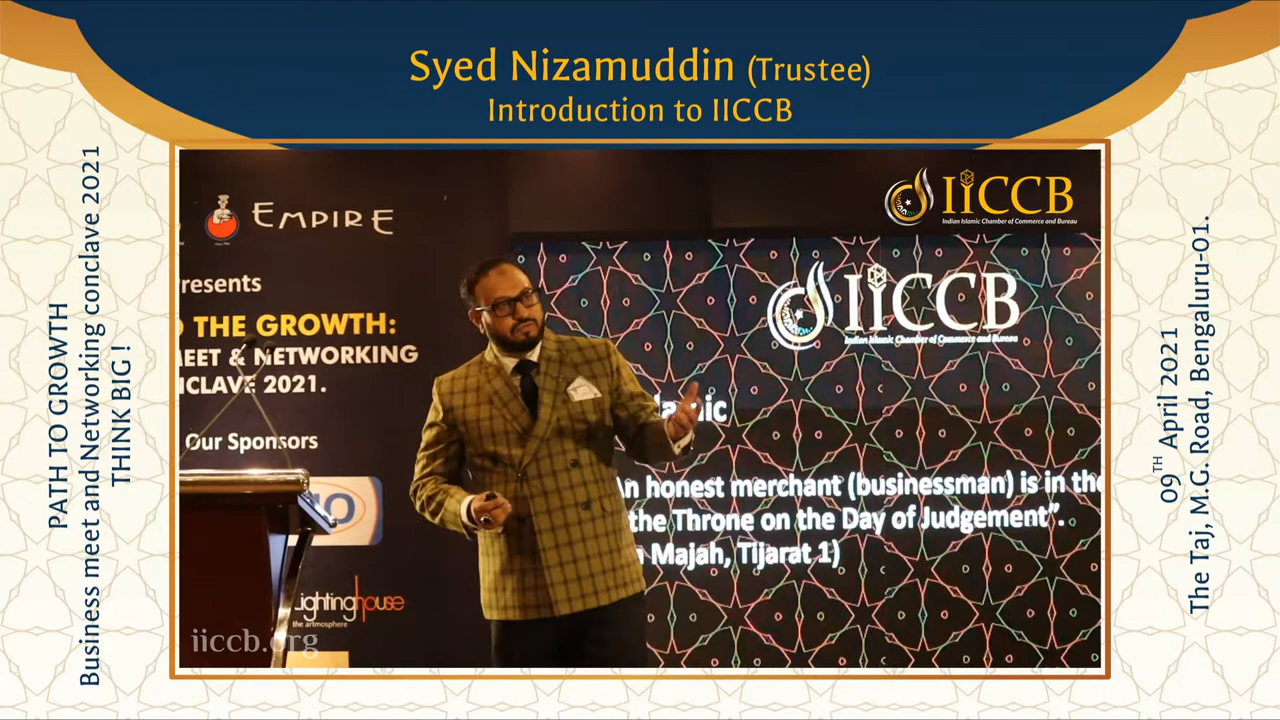 Syed Nizamuddin (Trustee)
Introduction to IICCB
PATH TO GROWTH
Business meet and Networking conclave 2021
THINK BIG !
EMPIRE
resents
THE GROWTH:
MEET & NETWORKING
NCLAVE 2021.
Our Sponsors
Lightinghouse
the artmosphere
iiccb.org
IiCCB
Indian Islamic Chamber of Commerce and Bureau
IiCCB
Indian Islamic Chamber of Commerce and Bureau
lamic
An honest merchant (businessman) is in the
the Throne on the Day of Judgement”.
Majah, Tijarat 1)
09TH April 2021
The Taj, M.G. Road, Bengaluru-01.